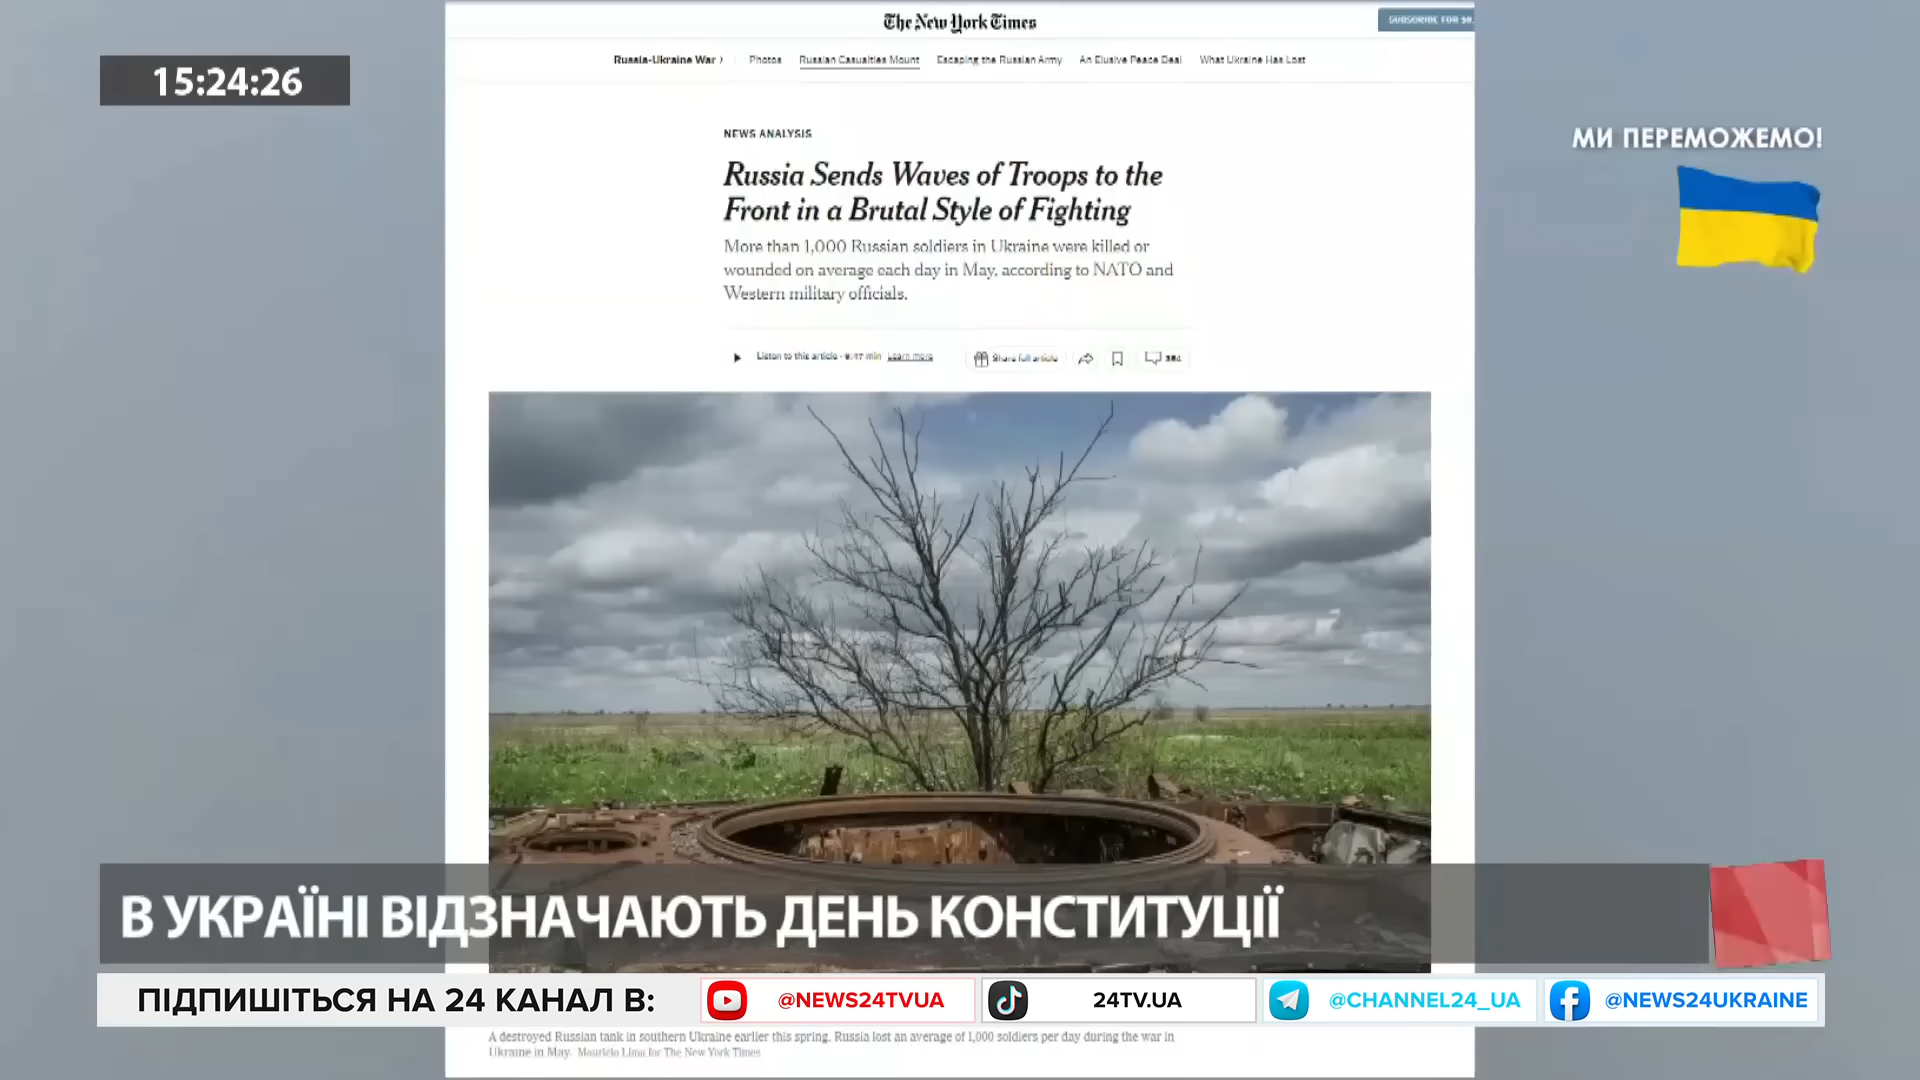 The New York Times
SUBSCRIBE FOR
15:24:26
Russia-Ukraine War
Photos
Russian Casualties Mount
Escaping the Russian Army
An Elusive Peace Deal
What Ukraine Has Lost
NEWS ANALYSIS
МИ ПЕРЕМОЖЕМО!
Russia Sends Waves of Troops to the
Front in a Brutal Style of Fighting
More than 1,000 Russian soldiers in Ukraine were killed or
wounded on average each day in May, according to NATO and
Western military officials.
Listen to this article · min Learn more
Share full article
В УКРАЇНІ ВІДЗНАЧАЮТЬ ДЕНЬ КОНСТИТУЦІЇ
ПІДПИШІТЬСЯ НА 24 КАНАЛ В:
@NEWS24TVUA
24TV.UA
@CHANNEL24_UA
@NEWS24UKRAINE
A destroyed Russian tank in southern Ukraine earlier this spring. Russia lost an average of 1,000 soldiers per day during the war in
Ukraine in May. Mauricio Lima for The New York Times